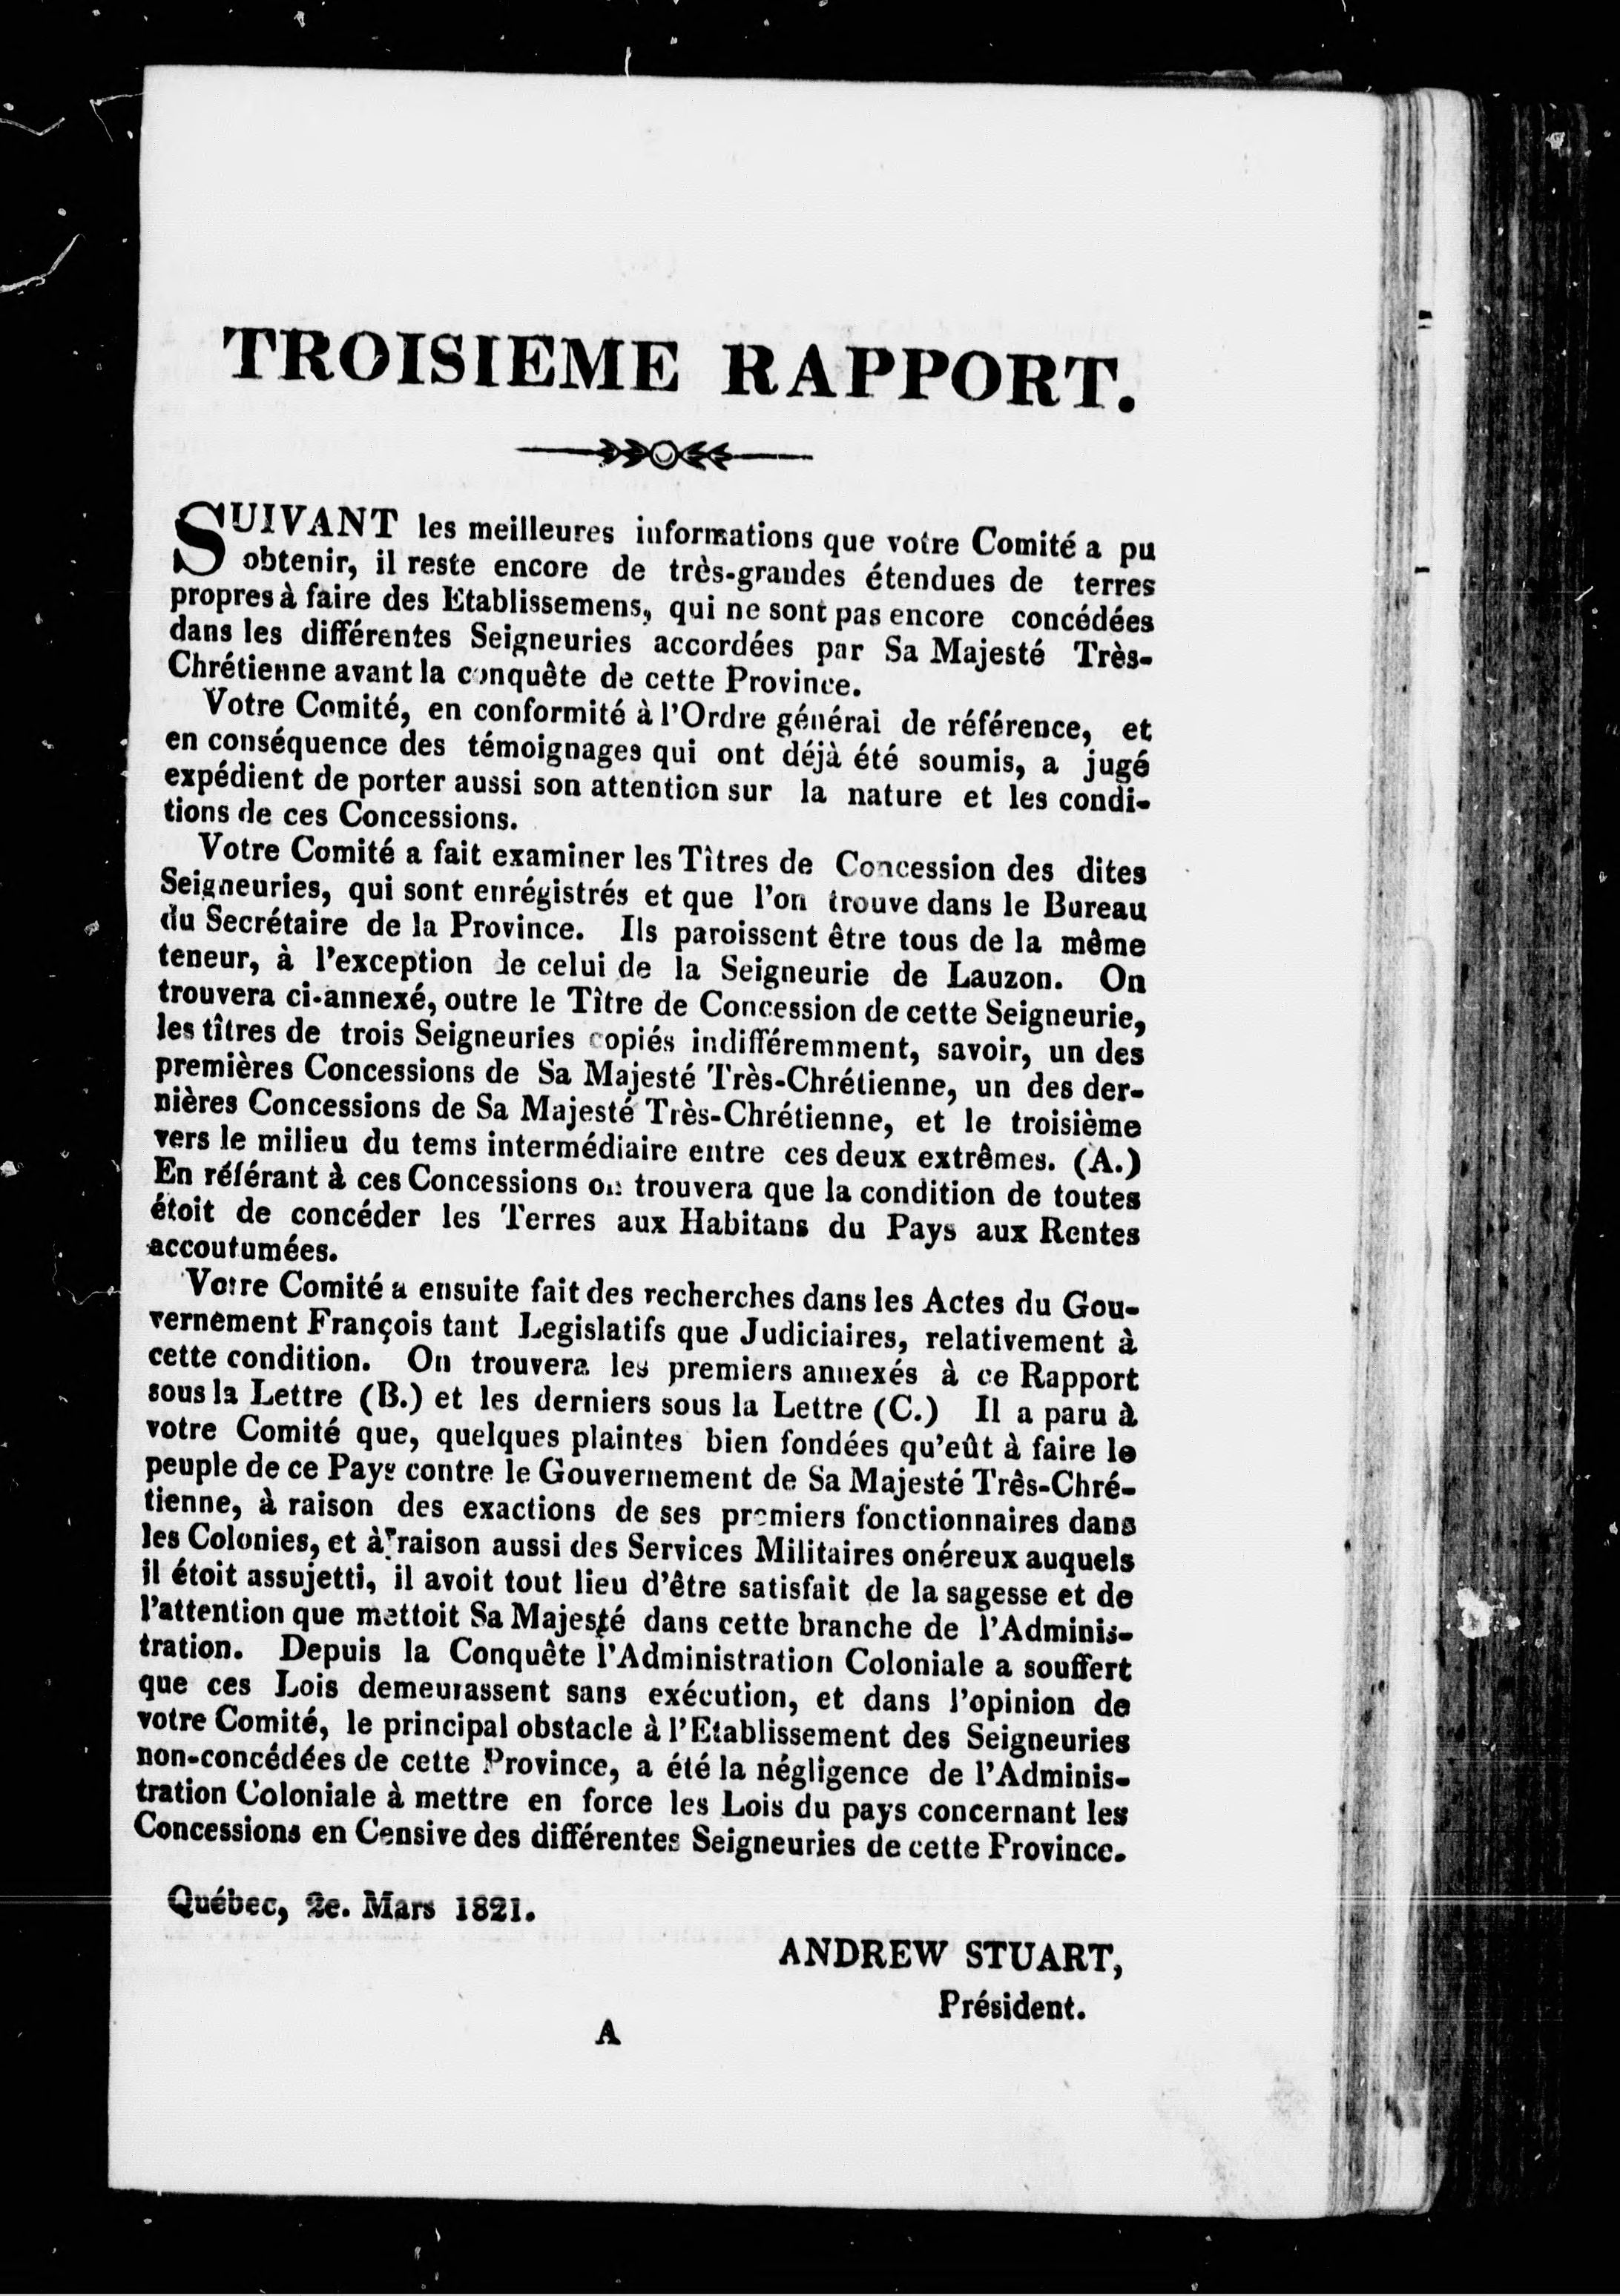 TROISIEME RAPPORT.
SUIVANT les meilleures informations que votre Comité a pu
obtenir, il reste encore de très-grandes étendues de terres
propres à faire des Etablissemens, qui ne sont pas encore concédées
dans les différentes Seigneuries accordées par Sa Majesté Très-
Chrétienne avant la conquête de cette Province.
Votre Comité, en conformité à l'Ordre général de référence, et
en conséquence des témoignages qui ont déjà été soumis, a jugé
expédient de porter aussi son attention sur la nature et les condi-
tions de ces Concessions.
Votre Comité a fait examiner les Tîtres de Concession des dites
Seigneuries, qui sont enrégistrés et que l'on trouve dans le Bureau
du Secrétaire de la Province. Ils paroissent être tous de la même
teneur, à l'exception de celui de la Seigneurie de Lauzon. On
trouvera ci-annexé, outre le Tître de Concession de cette Seigneurie,
les tîtres de trois Seigneuries copiés indifféremment, savoir, un des
premières Concessions de Sa Majesté Très-Chrétienne, un des der-
nières Concessions de Sa Majesté Très-Chrétienne, et le troisième
vers le milieu du tems intermédiaire entre ces deux extrêmes. (A.)
En référant à ces Concessions on trouvera que la condition de toutes
étoit de concéder les Terres aux Habitans du Pays aux Rentes
accoutumées.
Votre Comité a ensuite fait des recherches dans les Actes du Gou-
vernement François tant Legislatifs que Judiciaires, relativement à
cette condition. On trouvera les premiers annexés à ce Rapport
sous la Lettre (B.) et les derniers sous la Lettre (C.) Il a paru à
votre Comité que, quelques plaintes bien fondées qu'eût à faire le
peuple de ce Pays contre le Gouvernement de Sa Majesté Très-Chré-
tienne, à raison des exactions de ses premiers fonctionnaires dans
les Colonies, et à raison aussi des Services Militaires onéreux auquels
il étoit assujetti, il avoit tout lieu d'être satisfait de la sagesse et de
l'attention que mettoit Sa Majesté dans cette branche de l'Adminis-
tration. Depuis la Conquête l'Administration Coloniale a souffert
que ces Lois demeurassent sans exécution, et dans l'opinion de
votre Comité, le principal obstacle à l'Etablissement des Seigneuries
non-concédées de cette Province, a été la négligence de l'Adminis-
tration Coloniale à mettre en force les Lois du pays concernant les
Concessions en Censive des différentes Seigneuries de cette Province.
Québec, 2e. Mars 1821.
ANDREW STUART,
Président.
A